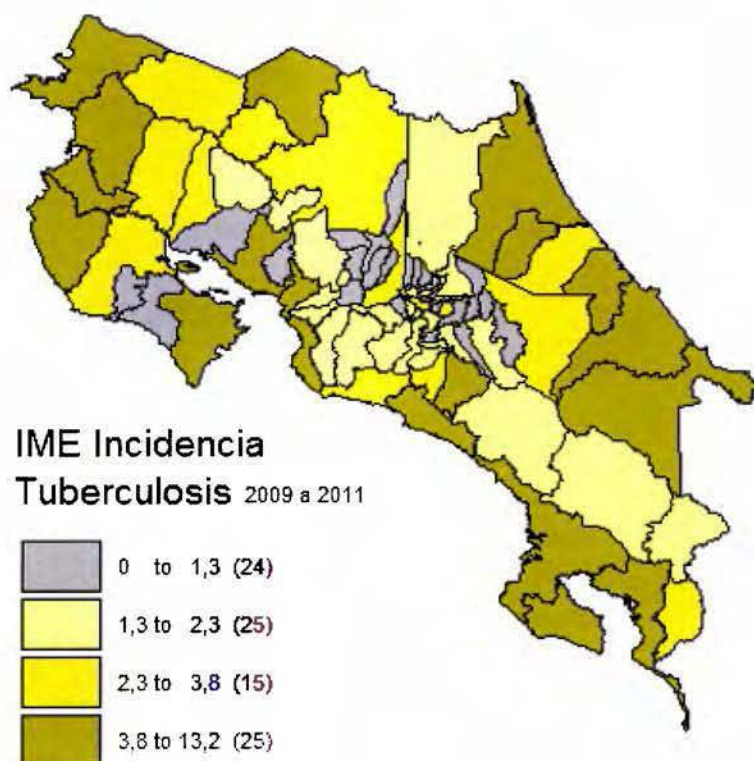 IME Incidencia
Tuberculosis 2009 a 2011
0 to 1,3 (24)
1,3 to 2,3 (25)
2,3 to 3,8 (15)
3,8 to 13,2 (25)